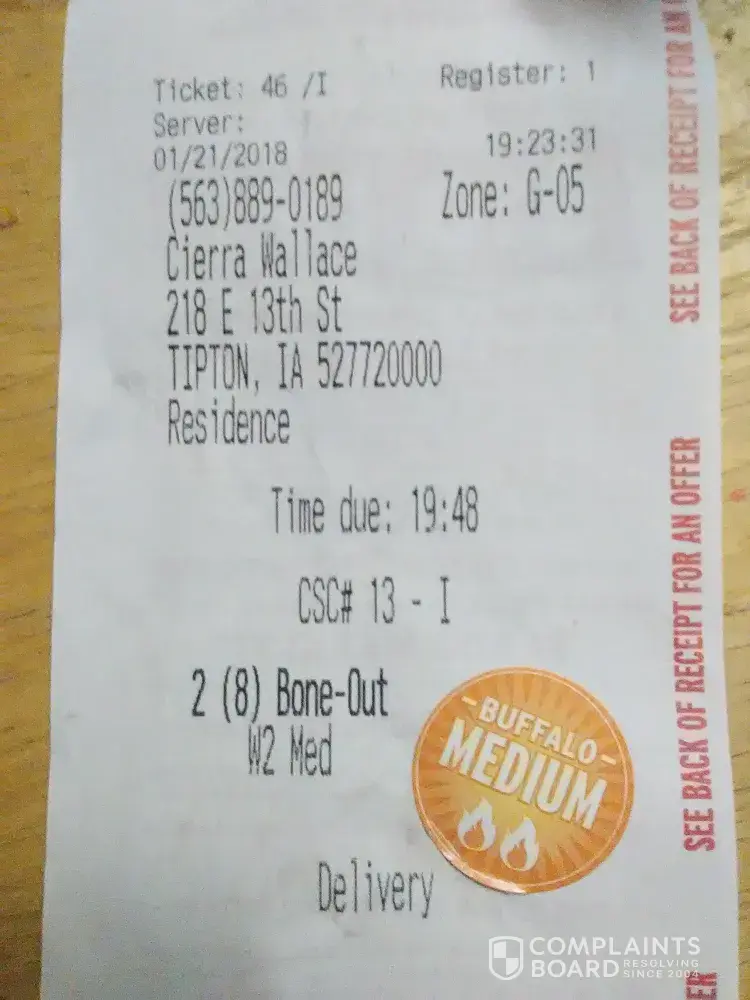 Ticket: 46 /I Register: 1
Server:
01/21/2018 19:23:31
(563)889-0189 Zone: G-05
Cierra Wallace
218 E 13th St
TIPTON, IA 527720000
Residence
Time due: 19:48
CSC# 13 - I
2 (8) Bone-Out
W2 Med
BUFFALO
MEDIUM
Delivery
SEE BACK OF RECEIPT FOR AN
SEE BACK OF RECEIPT FOR AN OFFER
ER
COMPLAINTS
BOARD RESOLVING
SINCE 2004